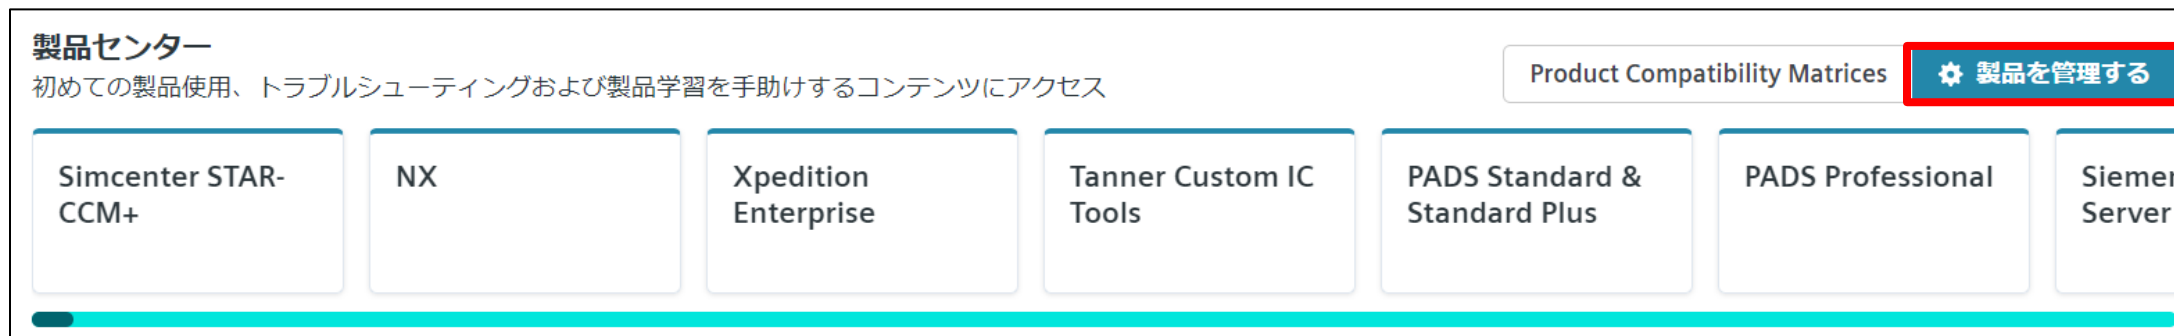 製品センター
初めての製品使用、トラブルシューティングおよび製品学習を手助けするコンテンツにアクセス
Product Compatibility Matrices
製品を管理する
Simcenter STAR-
CCM+
NX
Xpedition
Enterprise
Tanner Custom IC
Tools
PADS Standard &
Standard Plus
PADS Professional
Server